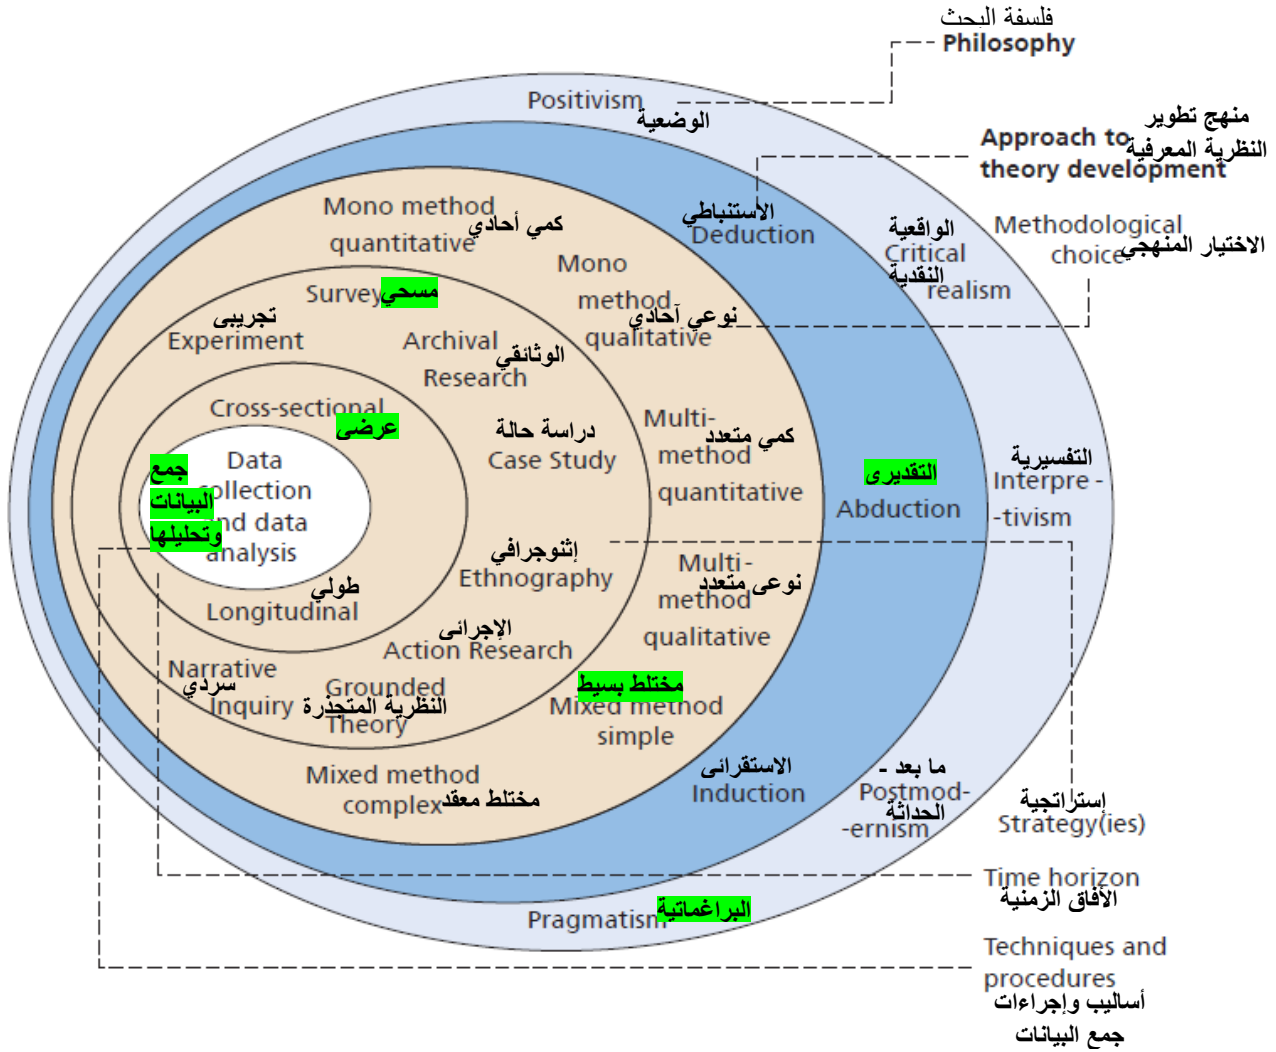 فلسفة البحث
Philosophy
Positivism
الوضعية
منهج تطوير
Approach to
النظرية المعرفية
theory development
Mono method
quantitative
كمي أحادي
الاستنباطي
Deduction
الواقعية
Critical
النقدية
realism
Methodological
choice
الاختيار المنهجي
Mono
method
qualitative
نوعي أحادي
Survey
مسحي
تجريبى
Experiment
Archival
الوثائقي
Research
Cross-sectional
عرضى
دراسة حالة
Case Study
Multi-
كمي متعدد
method
quantitative
جمع
البيانات
وتحليلها
Data
collection
and data
analysis
التقديرى
Abduction
التفسيرية
Interpre -
-tivism
إثنوجرافي
Ethnography
Multi-
نوعى متعدد
method
qualitative
طولي
Longitudinal
الإجرائى
Action Research
Narrative
سردي
Inquiry
Grounded
النظرية المتجذرة
Theory
مختلط بسيط
Mixed method
simple
Mixed method
complex
مختلط معقد
الاستقرائى
Induction
ما بعد -
Postmod-
الحداثة
-ernism
إستراتجية
Strategy(ies)
Time horizon
الأفاق الزمنية
Pragmatism
البراغماتية
Techniques and
procedures
أساليب وإجراءات
جمع البيانات